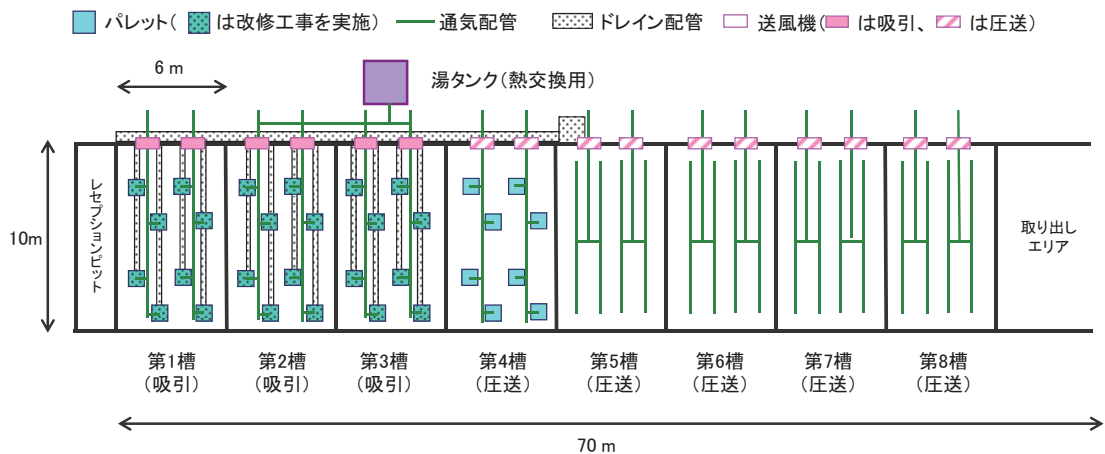 パレット( は改修工事を実施) 通気配管 ドレイン配管 送風機( は吸引、 は圧送)
6 m
湯タンク(熱交換用)
10m
レセプションピット
取り出し
エリア
第1槽 第2槽 第3槽 第4槽 第5槽 第6槽 第7槽 第8槽
(吸引) (吸引) (吸引) (圧送) (圧送) (圧送) (圧送) (圧送)
70 m